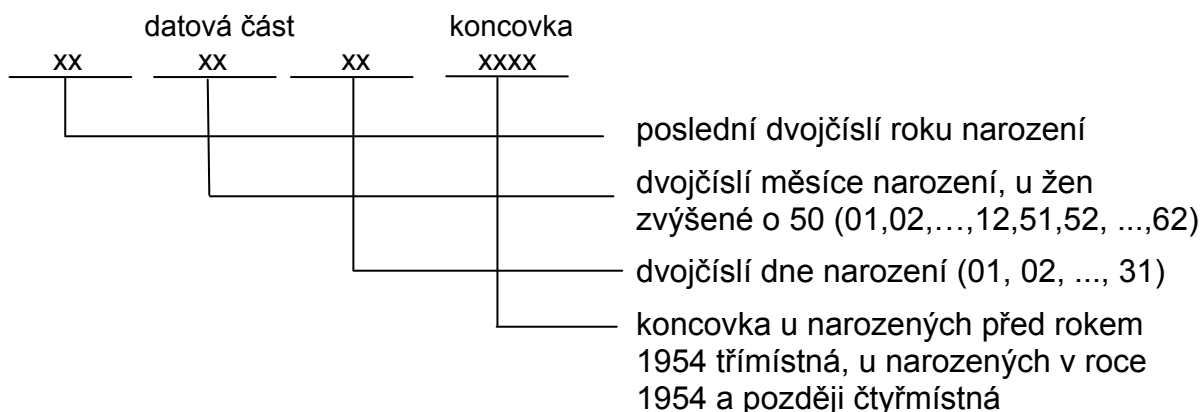 datová část koncovka
xx xx xx xxxx
poslední dvojčíslí roku narození
dvojčíslí měsíce narození, u žen
zvýšené o 50 (01,02,…,12,51,52, ...,62)
dvojčíslí dne narození (01, 02, ..., 31)
koncovka u narozených před rokem
1954 třímístná, u narozených v roce
1954 a později čtyřmístná